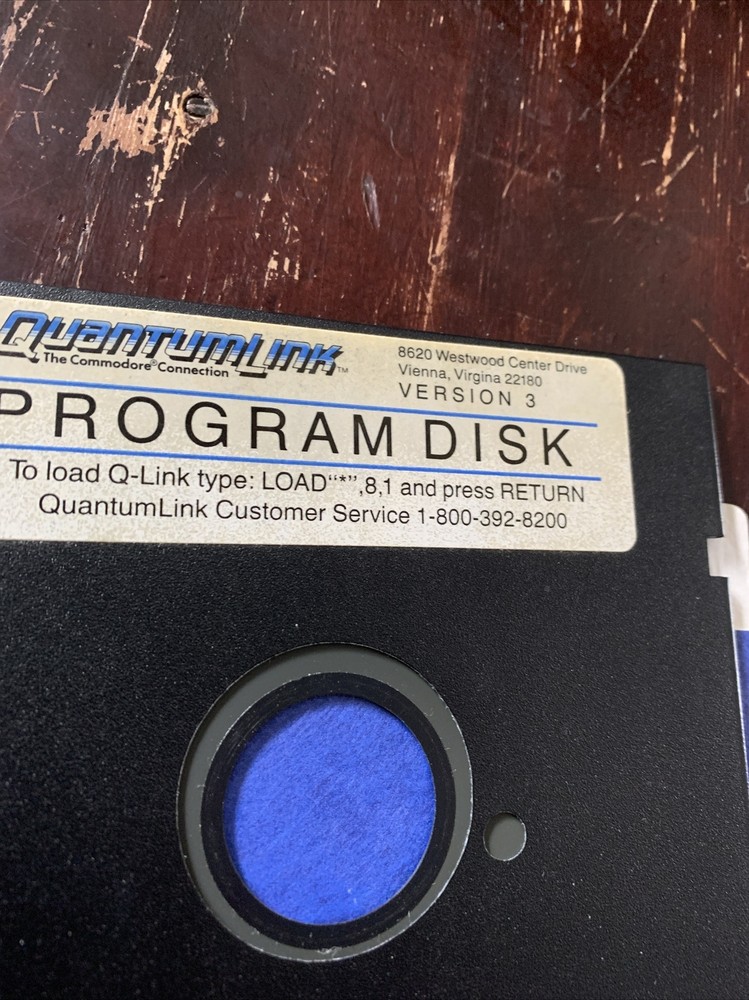 QuantumLink™
The Commodore® Connection
8620 Westwood Center Drive
Vienna, Virgina 22180
VERSION 3
PROGRAM DISK
To load Q-Link type: LOAD“*”,8,1 and press RETURN
QuantumLink Customer Service 1-800-392-8200